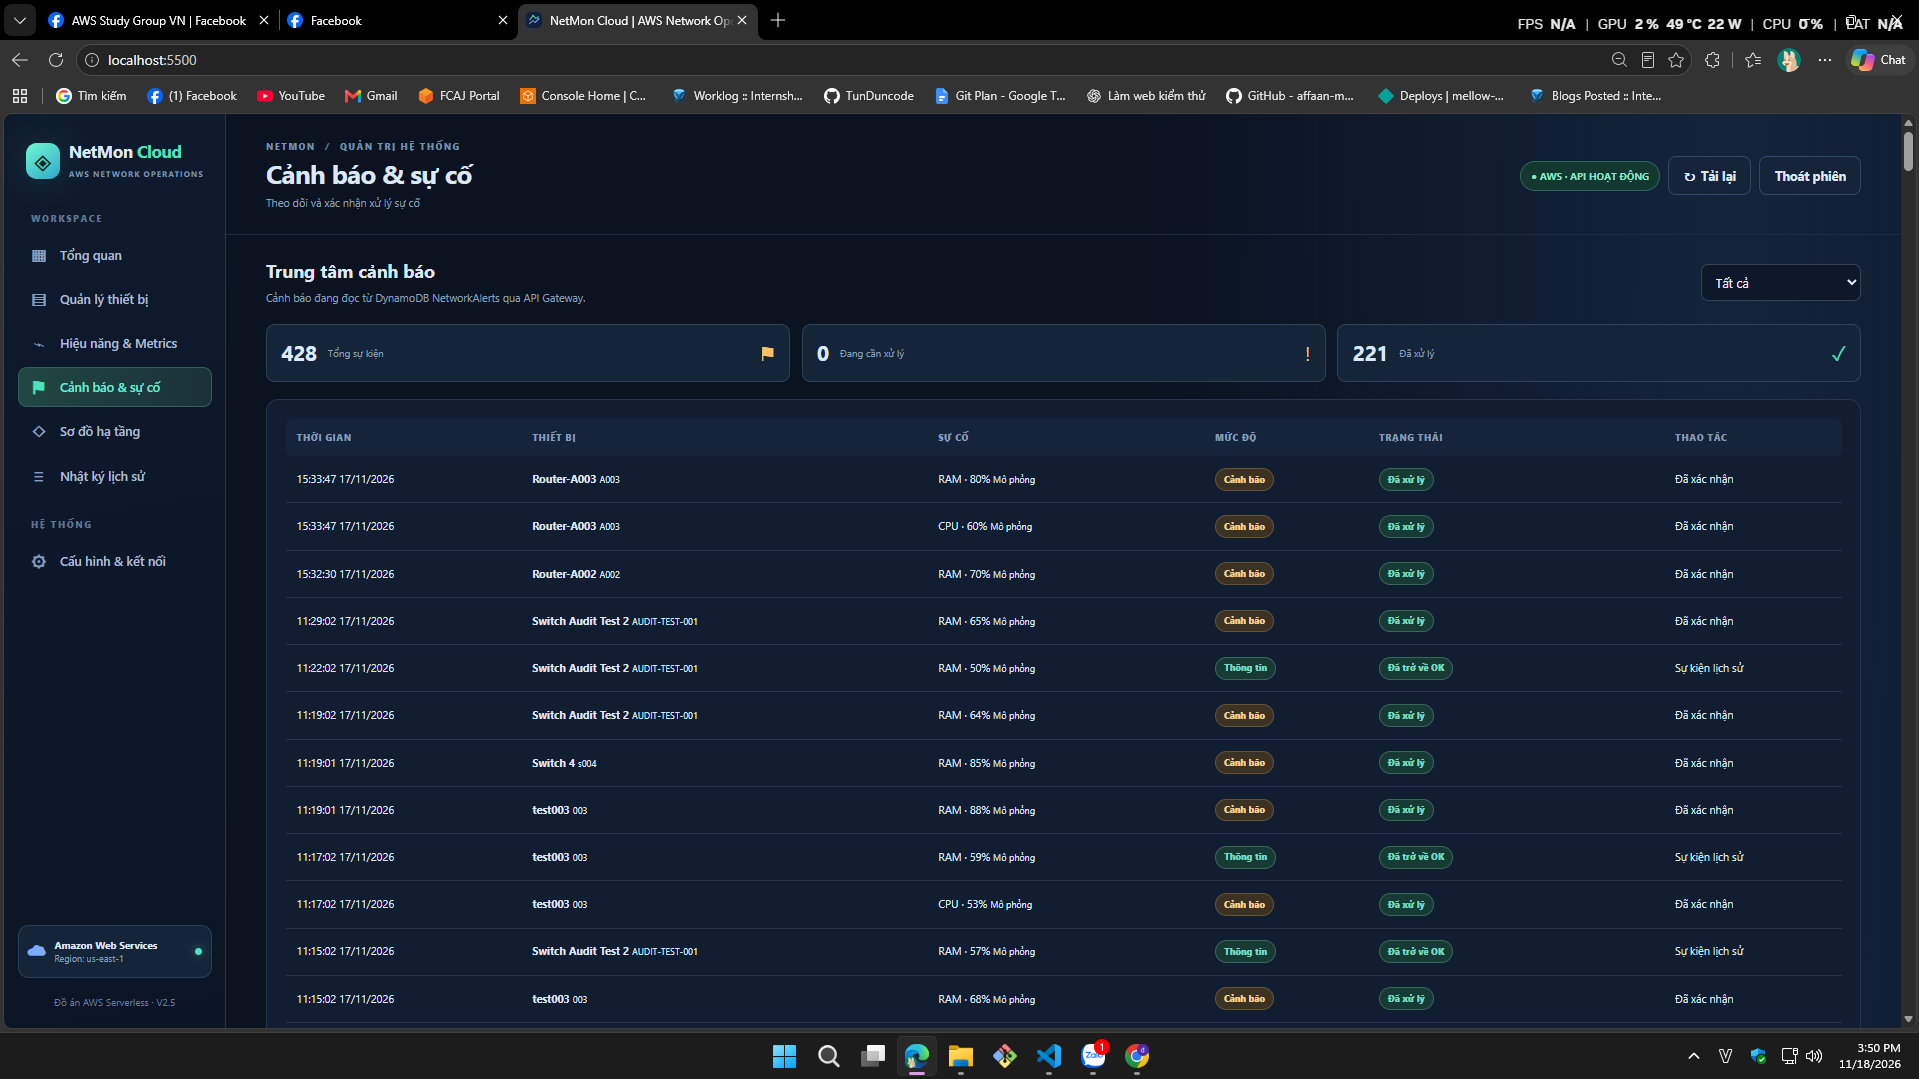 AWS Study Group VN | Facebook
Facebook
NetMon Cloud | AWS Network Op
FPS N/A | GPU 2 % 49 °C 22 W | CPU 0 % | LAT N/A
localhost:5500
Chat
Tìm kiếm
(1) Facebook
YouTube
Gmail
FCAJ Portal
Console Home | C...
Worklog :: Internsh...
TunDuncode
Git Plan - Google T...
Làm web kiểm thử
GitHub - affaan-m...
Deploys | mellow-...
Blogs Posted :: Inte...
NetMon Cloud
AWS NETWORK OPERATIONS
WORKSPACE
Tổng quan
Quản lý thiết bị
Hiệu năng & Metrics
Cảnh báo & sự cố
Sơ đồ hạ tầng
Nhật ký lịch sử
HỆ THỐNG
Cấu hình & kết nối
Amazon Web Services
Region: us-east-1
Đồ án AWS Serverless · V2.5
NETMON / QUẢN TRỊ HỆ THỐNG
Cảnh báo & sự cố
Theo dõi và xác nhận xử lý sự cố
AWS · API HOẠT ĐỘNG
↻ Tải lại
Thoát phiên
Trung tâm cảnh báo
Cảnh báo đang đọc từ DynamoDB NetworkAlerts qua API Gateway.
Tất cả
428 Tổng sự kiện
0 Đang cần xử lý !
221 Đã xử lý ✓
THỜI GIAN THIẾT BỊ SỰ CỐ MỨC ĐỘ TRẠNG THÁI THAO TÁC
15:33:47 17/11/2026 Router-A003 A003 RAM · 80% Mô phỏng Cảnh báo Đã xử lý Đã xác nhận
15:33:47 17/11/2026 Router-A003 A003 CPU · 60% Mô phỏng Cảnh báo Đã xử lý Đã xác nhận
15:32:30 17/11/2026 Router-A002 A002 RAM · 70% Mô phỏng Cảnh báo Đã xử lý Đã xác nhận
11:29:02 17/11/2026 Switch Audit Test 2 AUDIT-TEST-001 RAM · 65% Mô phỏng Cảnh báo Đã xử lý Đã xác nhận
11:22:02 17/11/2026 Switch Audit Test 2 AUDIT-TEST-001 RAM · 50% Mô phỏng Thông tin Đã trở về OK Sự kiện lịch sử
11:19:02 17/11/2026 Switch Audit Test 2 AUDIT-TEST-001 RAM · 64% Mô phỏng Cảnh báo Đã xử lý Đã xác nhận
11:19:01 17/11/2026 Switch 4 s004 RAM · 85% Mô phỏng Cảnh báo Đã xử lý Đã xác nhận
11:19:01 17/11/2026 test003 003 RAM · 88% Mô phỏng Cảnh báo Đã xử lý Đã xác nhận
11:17:02 17/11/2026 test003 003 RAM · 59% Mô phỏng Thông tin Đã trở về OK Sự kiện lịch sử
11:17:02 17/11/2026 test003 003 CPU · 53% Mô phỏng Cảnh báo Đã xử lý Đã xác nhận
11:15:02 17/11/2026 Switch Audit Test 2 AUDIT-TEST-001 RAM · 57% Mô phỏng Thông tin Đã trở về OK Sự kiện lịch sử
11:15:02 17/11/2026 test003 003 RAM · 68% Mô phỏng Cảnh báo Đã xử lý Đã xác nhận
Zalo
1
3:50 PM
11/18/2026